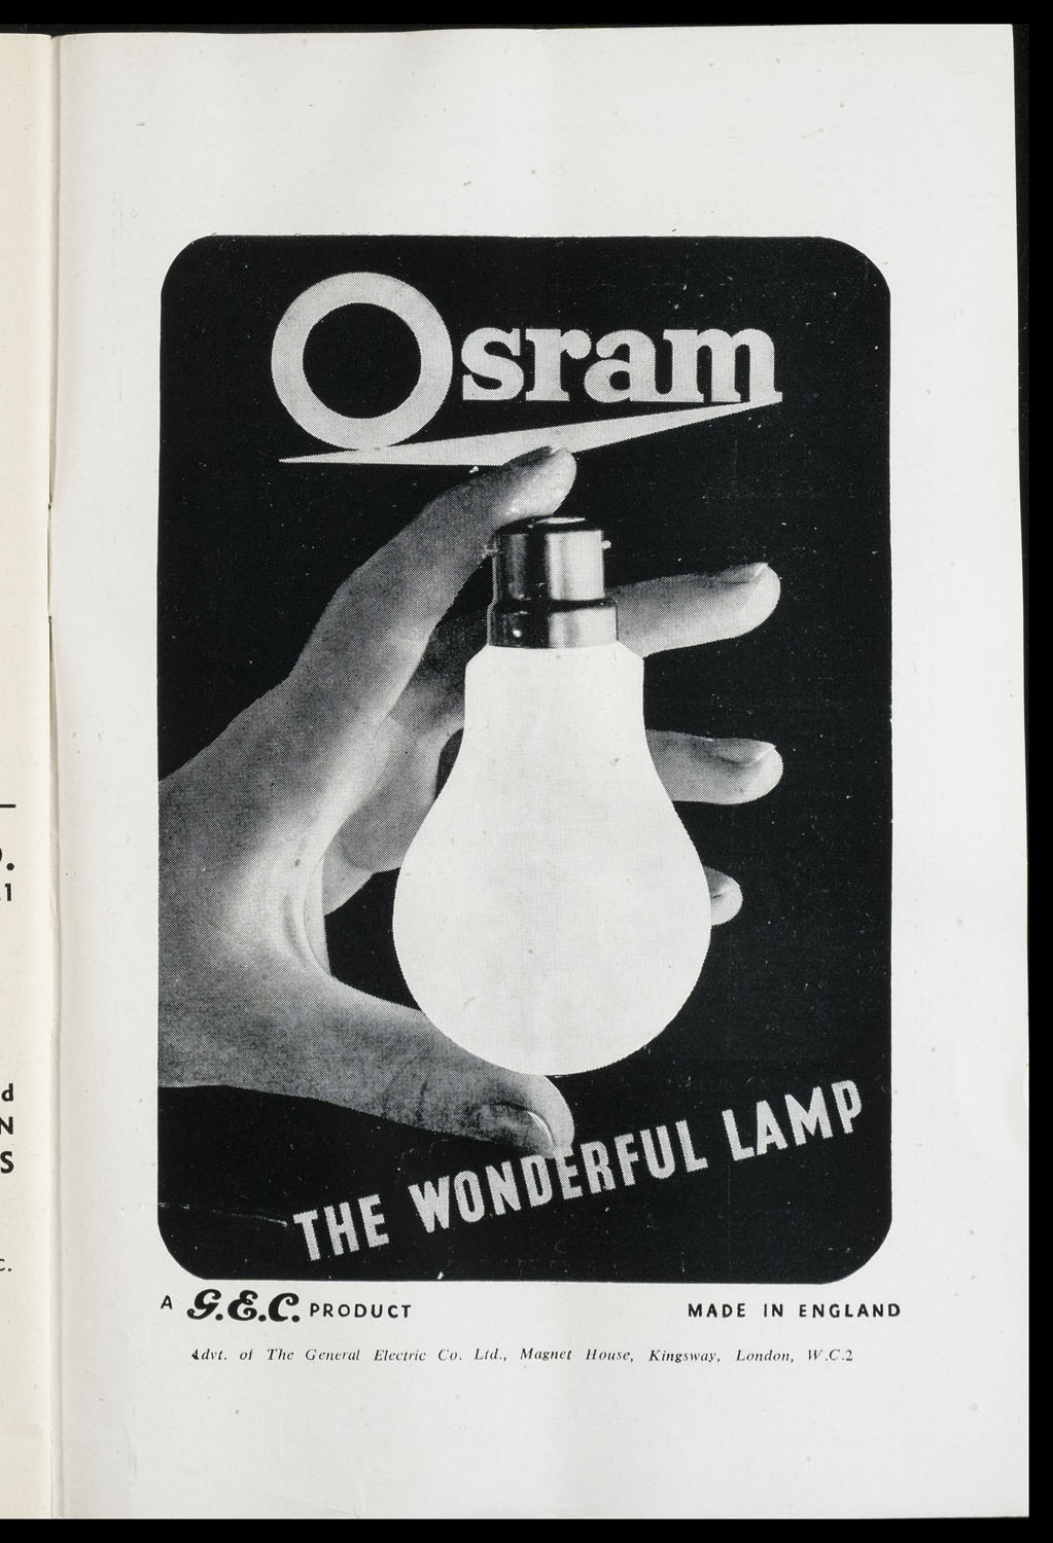 .
1
d
N
S
c.
Osram
THE WONDERFUL LAMP
A G.E.C. PRODUCT
MADE IN ENGLAND
Advt. of The General Electric Co. Ltd., Magnet House, Kingsway, London, W.C.2